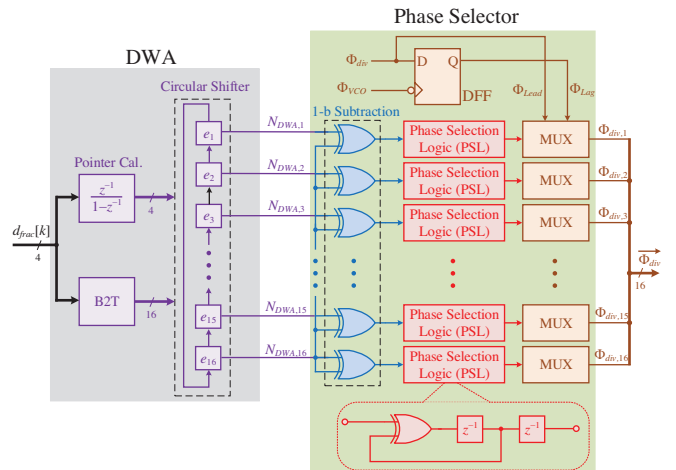 Phase Selector
DWA
Φdiv
D
Q
ΦVCO
DFF
ΦLead
ΦLag
Circular Shifter
1-b Subtraction
NDWA,1
e1
Phase Selection
Logic (PSL)
MUX
Φdiv,1
Pointer Cal.
z−1
1−z−1
4
NDWA,2
e2
Phase Selection
Logic (PSL)
MUX
Φdiv,2
NDWA,3
e3
Phase Selection
Logic (PSL)
MUX
Φdiv,3
dfrac[k]
4
Φdiv
16
B2T
16
NDWA,15
e15
Phase Selection
Logic (PSL)
MUX
Φdiv,15
NDWA,16
e16
Phase Selection
Logic (PSL)
MUX
Φdiv,16
z−1
z−1